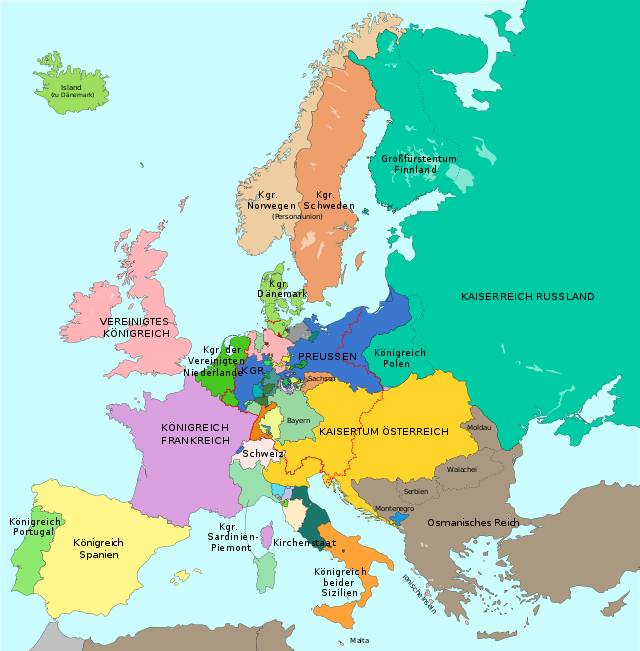 Island
(zu Dänemark)
Großfürstentum
Finnland
Kgr.
Norwegen
Kgr.
Schweden
(Personalunion)
Kgr.
Dänemark
KAISERREICH RUSSLAND
VEREINIGTES
KÖNIGREICH
Kgr. der
Vereinigten
Niederlande
KGR.
PREUSSEN
Königreich
Polen
Sachsen
KÖNIGREICH
FRANKREICH
Bayern
KAISERTUM ÖSTERREICH
Moldau
Schweiz
Walachei
Serbien
Montenegro
Osmanisches Reich
Königreich
Portugal
Königreich
Spanien
Kgr.
Sardinien-
Piemont
Kirchenstaat
Königreich
beider
Sizilien
Jonische Inseln
Malta